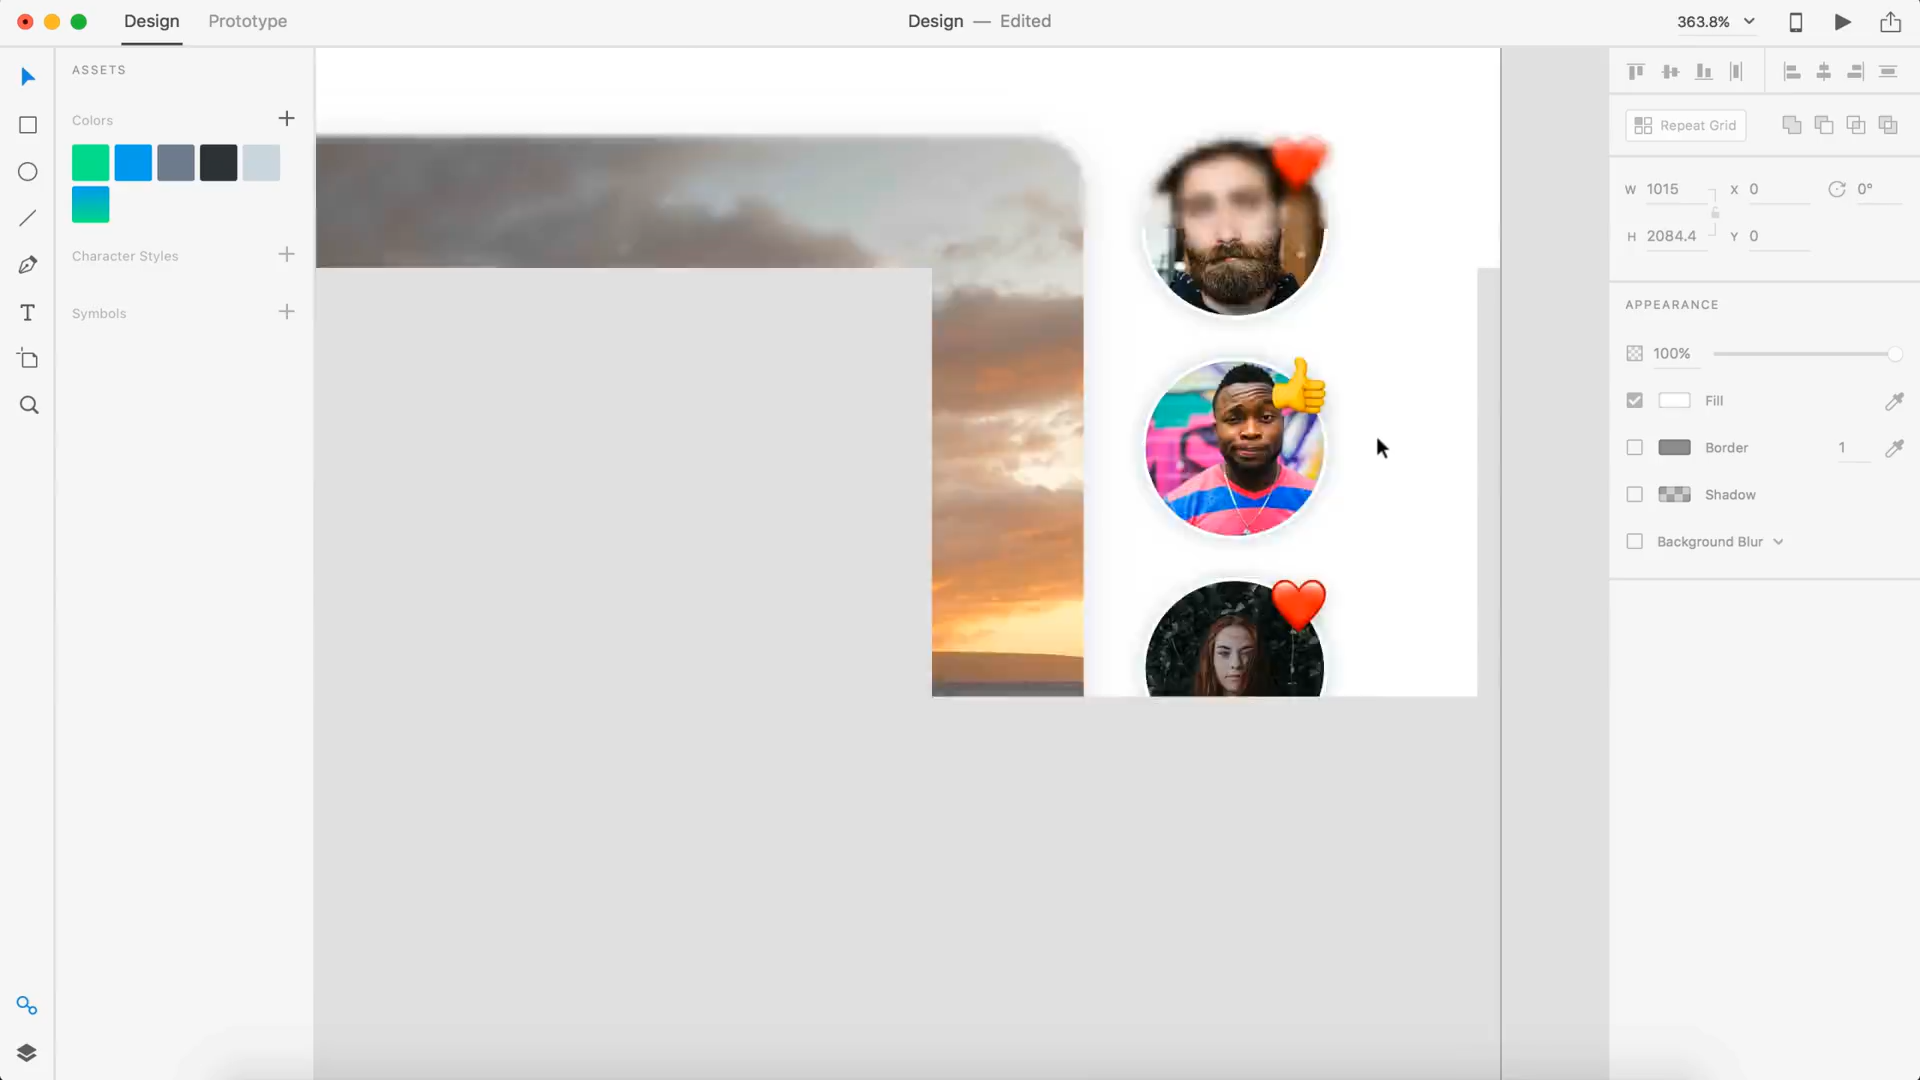 Design
Prototype
Design — Edited
363.8%
ASSETS
Colors
Character Styles
Symbols
T
Repeat Grid
W 1015
X 0
0°
H 2084.4
Y 0
APPEARANCE
100%
Fill
Border
1
Shadow
Background Blur